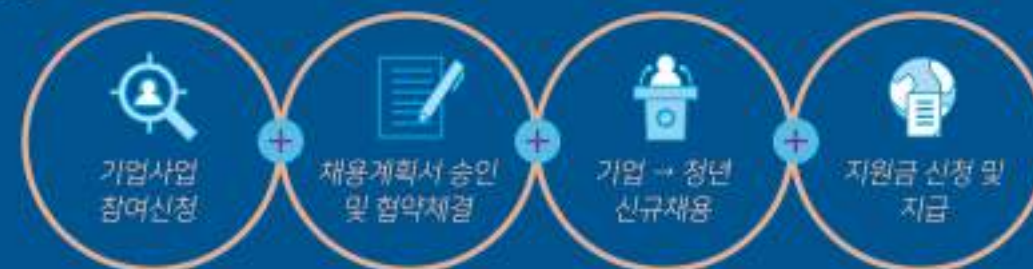 기업사업
참여신청
채용계획서 승인
및 협약체결
기업 → 청년
신규채용
지원금 신청 및
지급